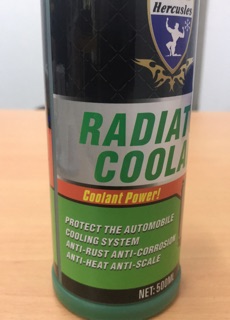 Hercules
RADIAT
COOLA
Coolant Power!
PROTECT THE AUTOMOBILE
COOLING SYSTEM
ANTI-RUST ANTI-CORROSION
ANTI-HEAT ANTI-SCALE
NET: 500ML